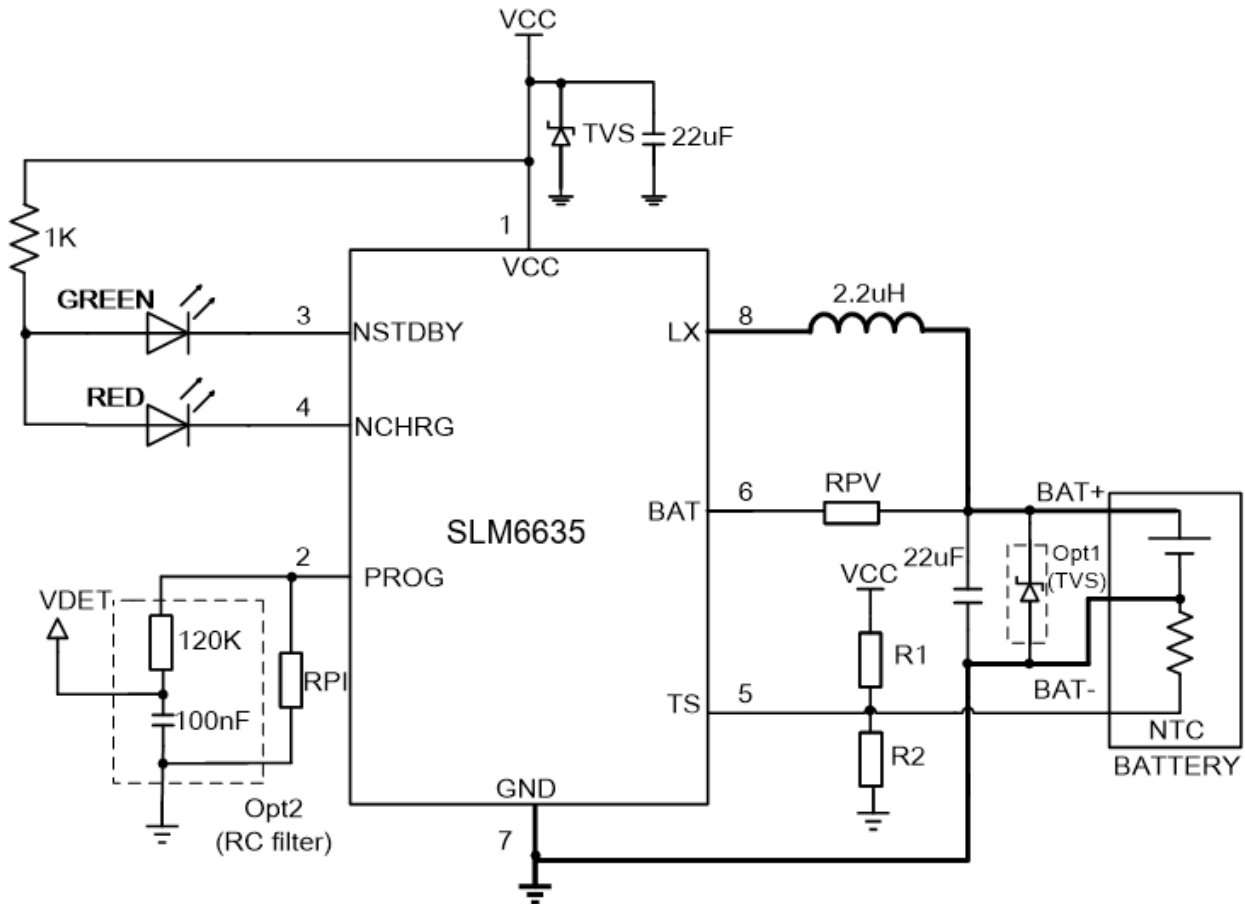 VCC
TVS
22uF
1K
1
VCC
GREEN
3
NSTDBY
RED
4
NCHRG
LX
8
2.2uH
SLM6635
BAT
6
RPV
BAT+
22uF
Opt1
(TVS)
2
PROG
VDET
120K
RPI
100nF
VCC
R1
BAT-
TS
5
R2
NTC
BATTERY
GND
7
Opt2
(RC filter)